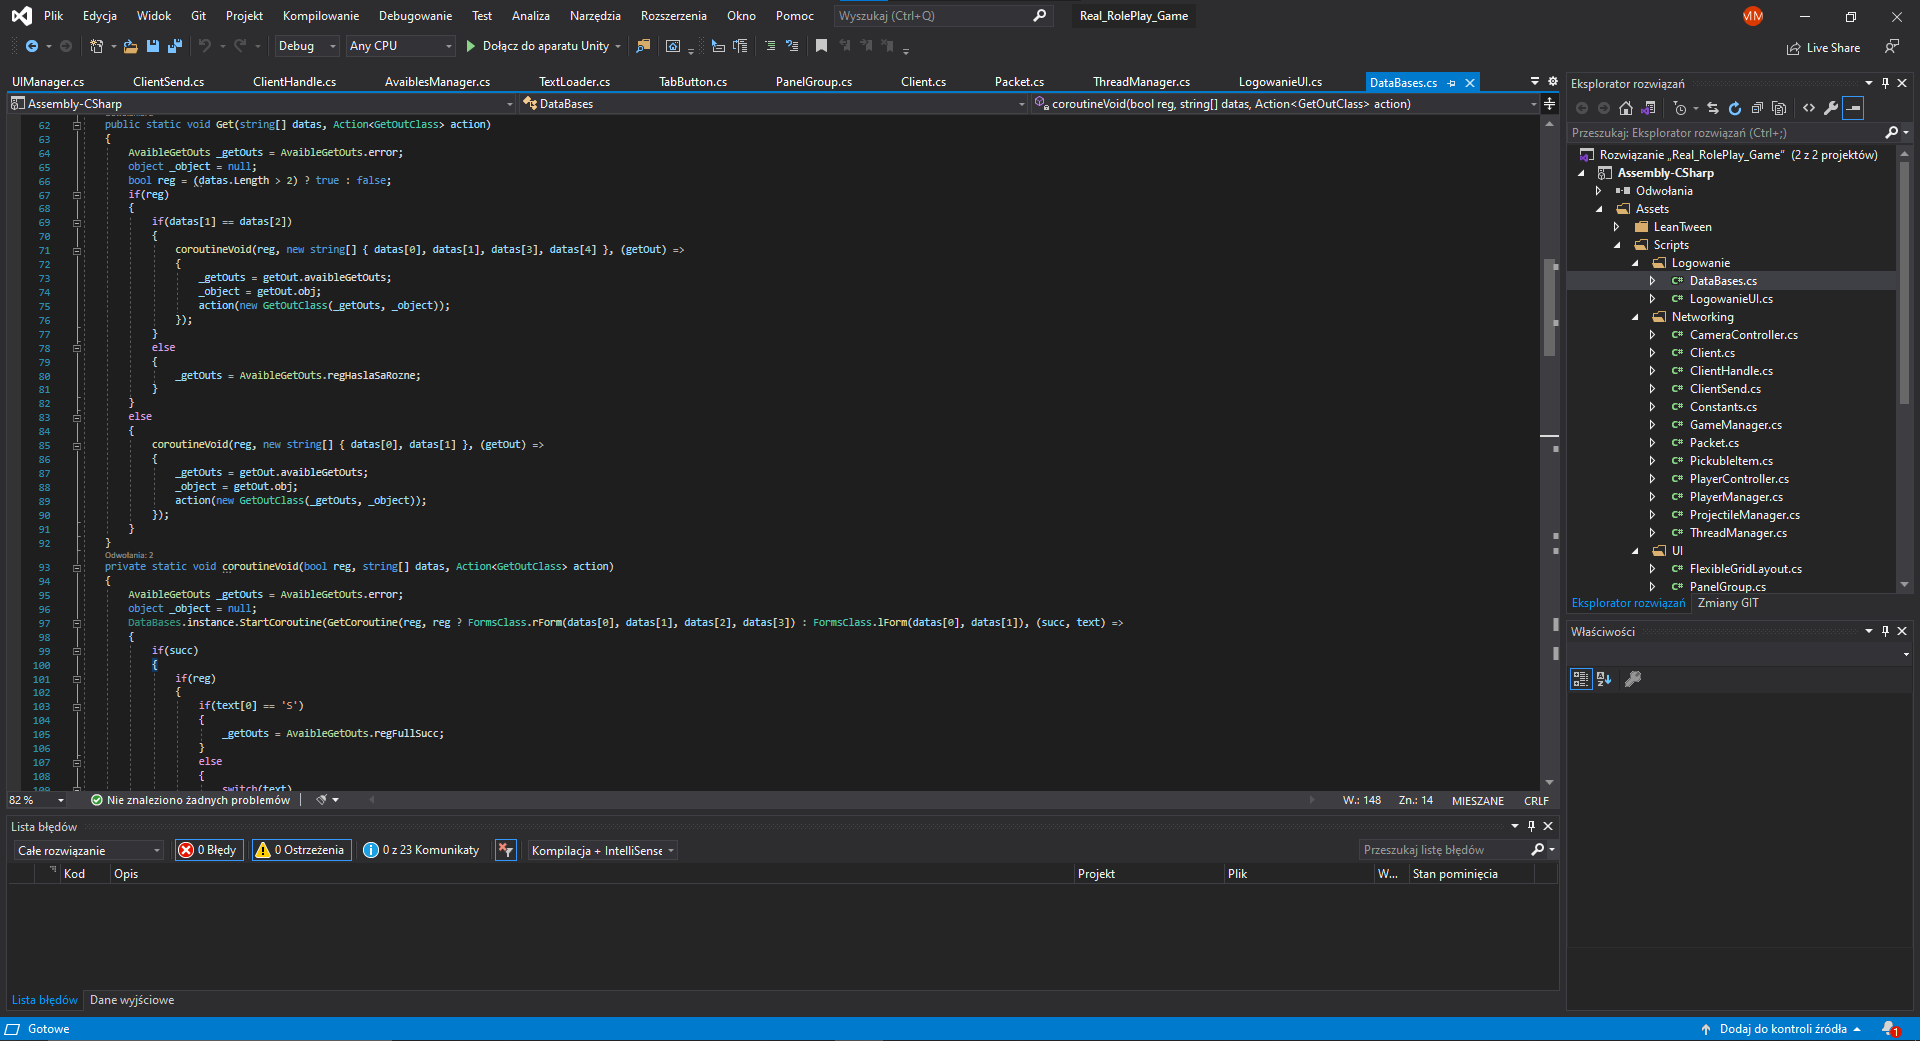 Plik Edycja Widok Git Projekt Kompilowanie Debugowanie Test Analiza Narzędzia Rozszerzenia Okno Pomoc Wyszukaj (Ctrl+Q) Real_RolePlay_Game MM
Debug Any CPU Dołącz do aparatu Unity Live Share
UIManager.cs ClientSend.cs ClientHandle.cs AvaiblesManager.cs TextLoader.cs TabButton.cs PanelGroup.cs Client.cs Packet.cs ThreadManager.cs LogowanieUI.cs DataBases.cs
Assembly-CSharp DataBases coroutineVoid(bool reg, string[] datas, Action<GetOutClass> action)
62 public static void Get(string[] datas, Action<GetOutClass> action)
63 {
64 AvaibleGetOuts _getOuts = AvaibleGetOuts.error;
65 object _object = null;
66 bool reg = (datas.Length > 2) ? true : false;
67 if(reg)
68 {
69 if(datas[1] == datas[2])
70 {
71 coroutineVoid(reg, new string[] { datas[0], datas[1], datas[3], datas[4] }, (getOut) =>
72 {
73 _getOuts = getOut.avaibleGetOuts;
74 _object = getOut.obj;
75 action(new GetOutClass(_getOuts, _object));
76 });
77 }
78 else
79 {
80 _getOuts = AvaibleGetOuts.regHaslaSaRozne;
81 }
82 }
83 else
84 {
85 coroutineVoid(reg, new string[] { datas[0], datas[1] }, (getOut) =>
86 {
87 _getOuts = getOut.avaibleGetOuts;
88 _object = getOut.obj;
89 action(new GetOutClass(_getOuts, _object));
90 });
91 }
92 }
Odwołania: 2
93 private static void coroutineVoid(bool reg, string[] datas, Action<GetOutClass> action)
94 {
95 AvaibleGetOuts _getOuts = AvaibleGetOuts.error;
96 object _object = null;
97 DataBases.instance.StartCoroutine(GetCoroutine(reg, reg ? FormsClass.rForm(datas[0], datas[1], datas[2], datas[3]) : FormsClass.lForm(datas[0], datas[1]), (succ, text) =>
98 {
99 if(succ)
100 {
101 if(reg)
102 {
103 if(text[0] == 'S')
104 {
105 _getOuts = AvaibleGetOuts.regFullSucc;
106 }
107 else
108 {
109 switch(text)
82 % Nie znaleziono żadnych problemów W.: 148 Zn.: 14 MIESZANE CRLF
Lista błędów
Całe rozwiązanie 0 Błędy 0 Ostrzeżenia 0 z 23 Komunikaty Kompilacja + IntelliSense Przeszukaj listę błędów
Kod Opis Projekt Plik W... Stan pominięcia
Lista błędów Dane wyjściowe
Eksplorator rozwiązań
Przeszukaj: Eksplorator rozwiązań (Ctrl+;)
Rozwiązanie „Real_RolePlay_Game” (2 z 2 projektów)
Assembly-CSharp
Odwołania
Assets
LeanTween
Scripts
Logowanie
C# DataBases.cs
C# LogowanieUI.cs
Networking
C# CameraController.cs
C# Client.cs
C# ClientHandle.cs
C# ClientSend.cs
C# Constants.cs
C# GameManager.cs
C# Packet.cs
C# PickubleItem.cs
C# PlayerController.cs
C# PlayerManager.cs
C# ProjectileManager.cs
C# ThreadManager.cs
UI
C# FlexibleGridLayout.cs
C# PanelGroup.cs
Eksplorator rozwiązań Zmiany GIT
Właściwości
Gotowe Dodaj do kontroli źródła 1